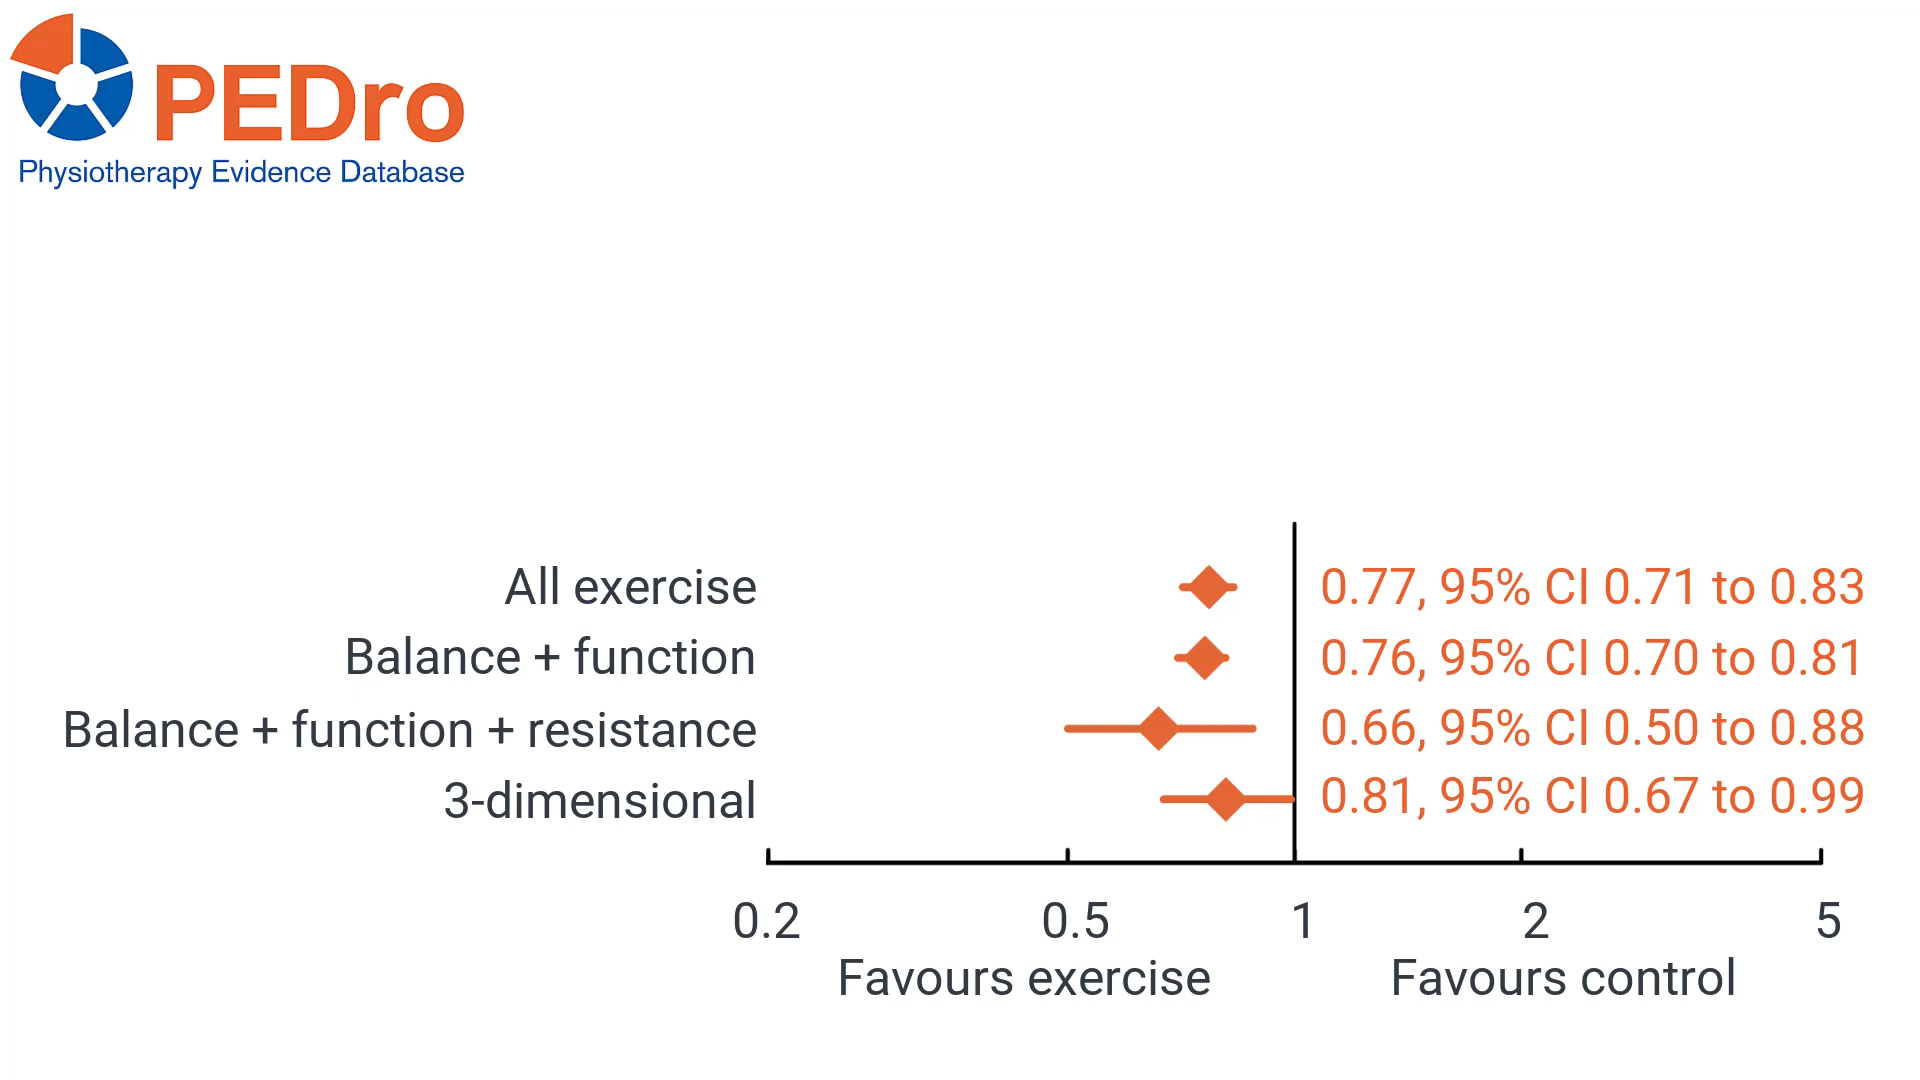 PEDro
Physiotherapy Evidence Database
All exercise 0.77, 95% CI 0.71 to 0.83
Balance + function 0.76, 95% CI 0.70 to 0.81
Balance + function + resistance 0.66, 95% CI 0.50 to 0.88
3-dimensional 0.81, 95% CI 0.67 to 0.99
0.2 0.5 1 2 5
Favours exercise Favours control